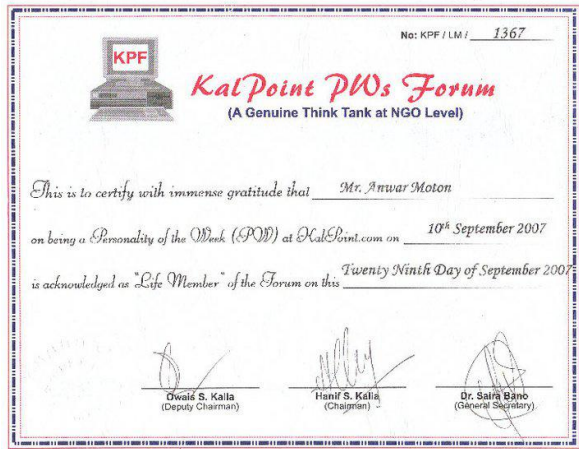 No: KPF / LM / 1367
KPF
KalPoint PWs Forum
(A Genuine Think Tank at NGO Level)
This is to certify with immense gratitude that Mr. Anwar Moton
on being a Personality of the Week (PW) at KalPoint.com on 10th September 2007
is acknowledged as "Life Member" of the Forum on this Twenty Ninth Day of September 2007
Owais S. Kalia Hanif S. Kalia Dr. Saira Bano
(Deputy Chairman) (Chairman) (General Secretary)